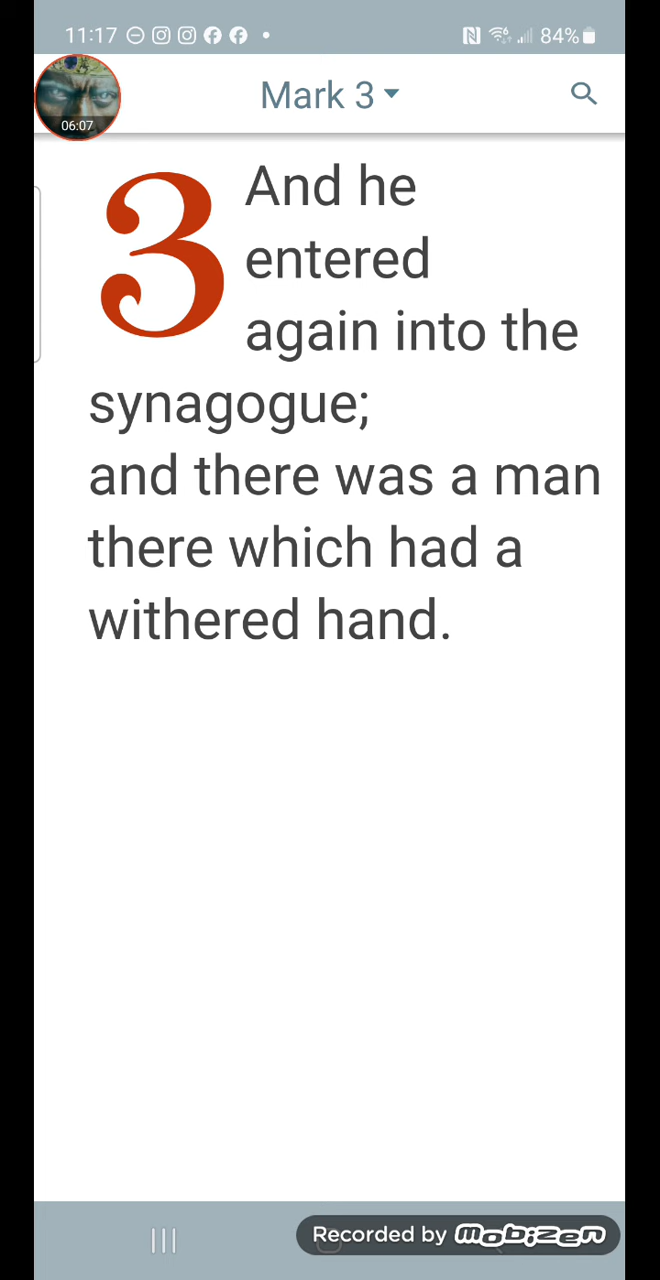 11:17 84%
06:07
Mark 3
3 And he
entered
again into the
synagogue;
and there was a man
there which had a
withered hand.
Recorded by mobizen